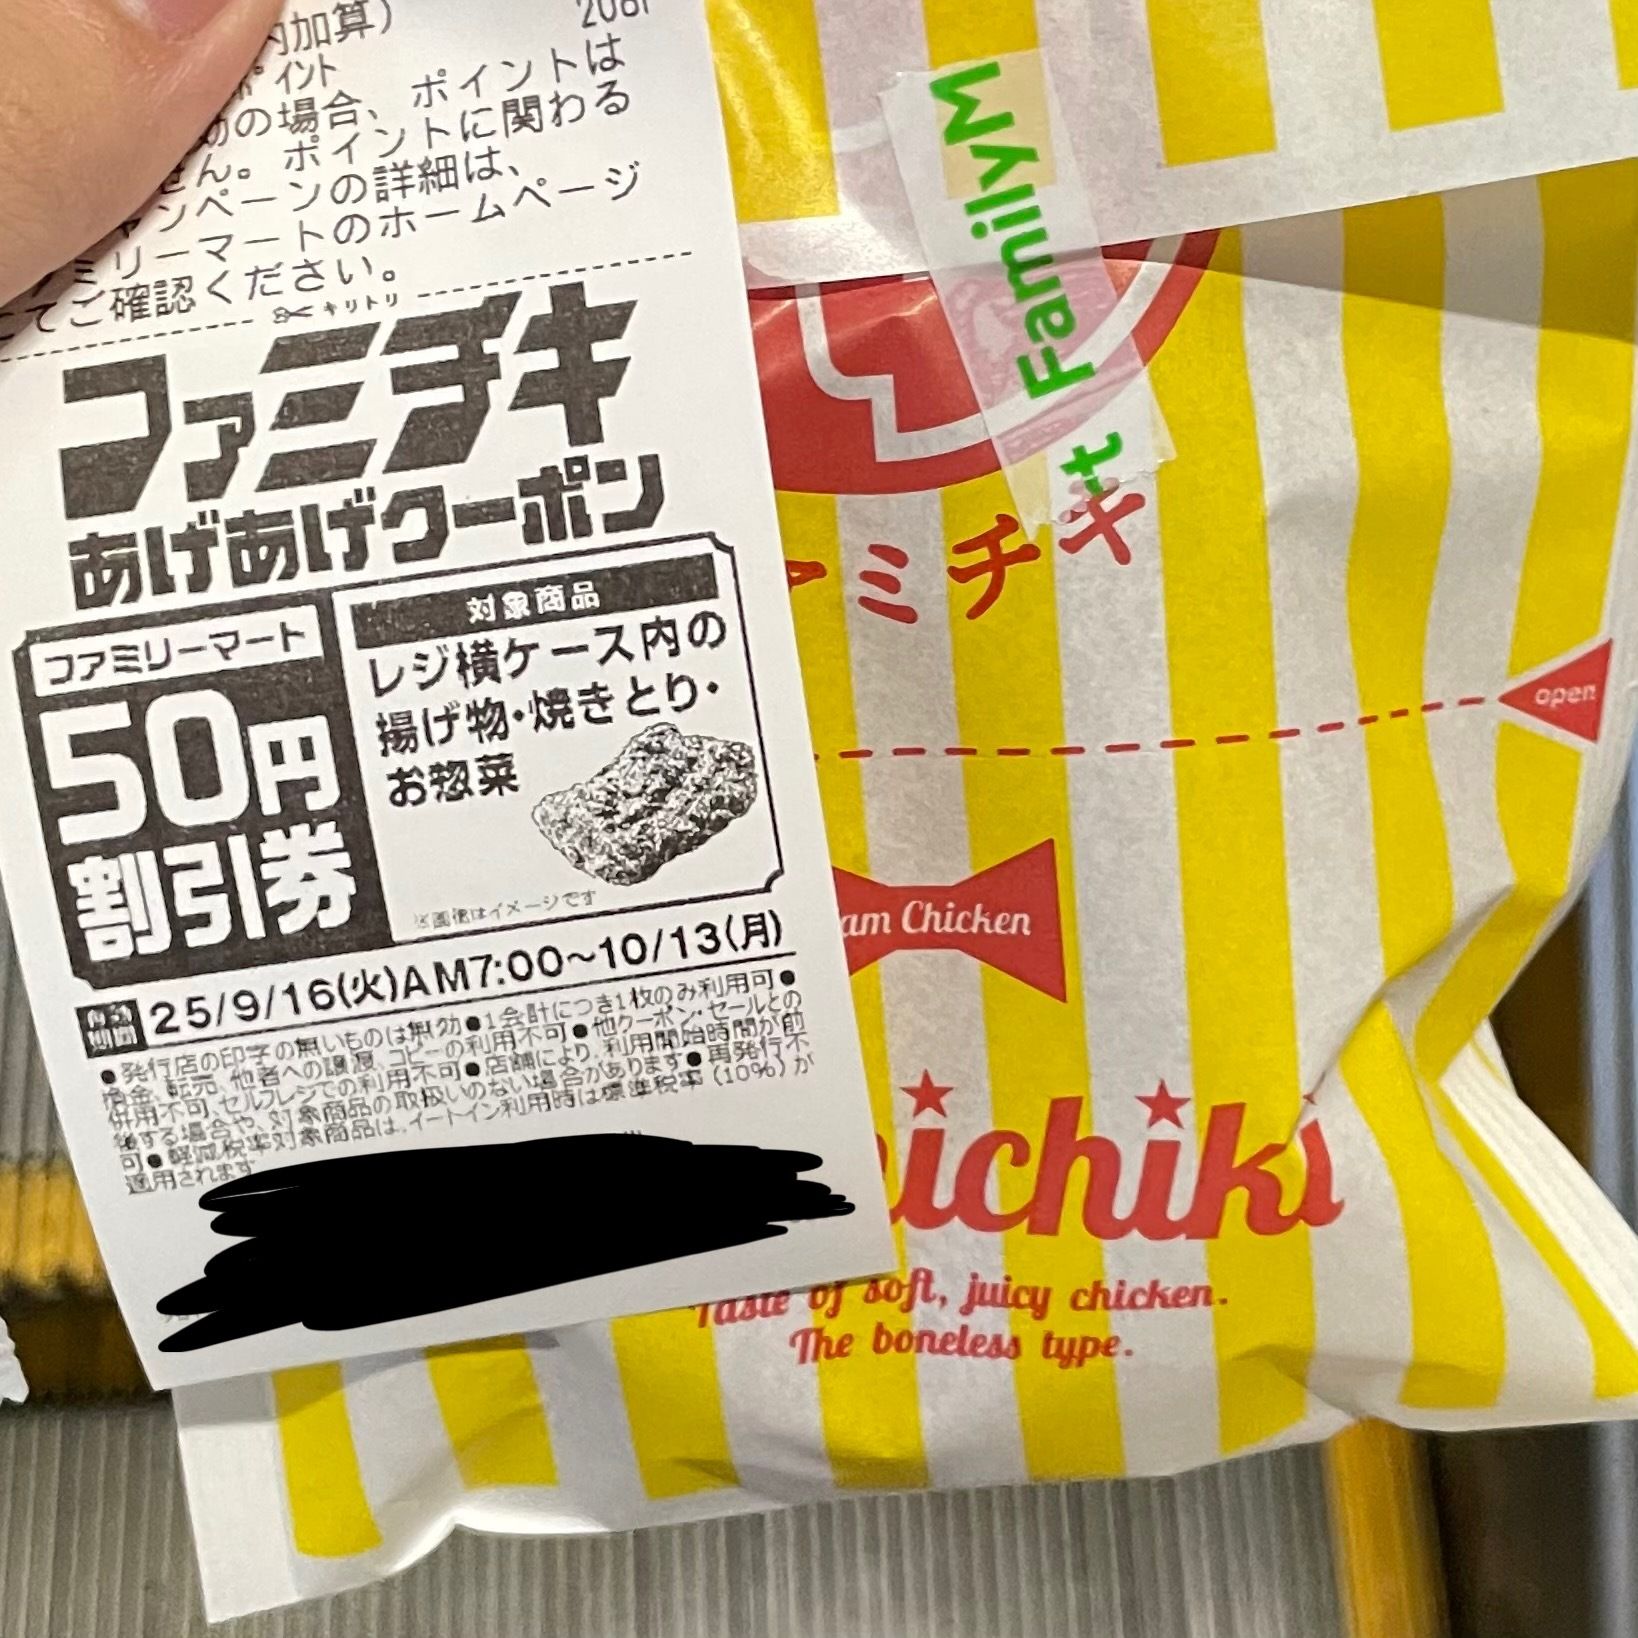 内加算)
ポイント
の場合、ポイントは
せん。ポイントに関わる
ャンペーンの詳細は、
ミリーマートのホームページ
にてご確認ください。
キリトリ
ファミチキ
あげあげクーポン
ファミリーマート
50円
割引券
対象商品
レジ横ケース内の
揚げ物・焼きとり・
お惣菜
※画像はイメージです
有効期間 25/9/16(火)AM7:00~10/13(月)
●発行店の印字の無いものは無効●1会計につき1枚のみ利用可●
換金、転売、他者への譲渡、コピーの利用不可●他クーポン・セールとの
併用不可、セルフレジでの利用不可●店舗により、利用開始時間が前
後する場合や、対象商品の取扱いのない場合があります●再発行不
可●軽減税率対象商品は、イートイン利用時は標準税率(10%)が
適用されます
FamilyM
rt
ミチキ
open
am Chicken
ichiki
Taste of soft, juicy chicken.
The boneless type.